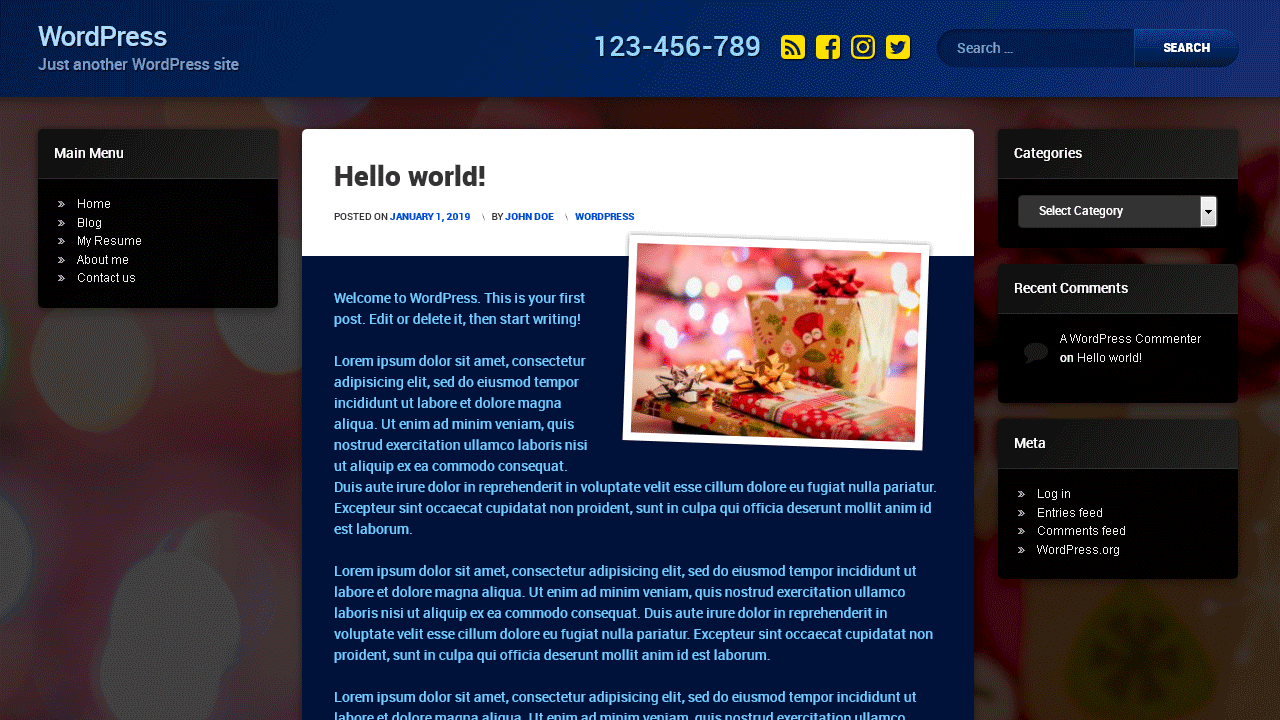 WordPress
Just another WordPress site
123-456-789
Search ...
SEARCH
Main Menu
Home
Blog
My Resume
About me
Contact us
Hello world!
POSTED ON JANUARY 1, 2019 \ BY JOHN DOE \ WORDPRESS
Welcome to WordPress. This is your first
post. Edit or delete it, then start writing!
Lorem ipsum dolor sit amet, consectetur
adipisicing elit, sed do eiusmod tempor
incididunt ut labore et dolore magna
aliqua. Ut enim ad minim veniam, quis
nostrud exercitation ullamco laboris nisi
ut aliquip ex ea commodo consequat.
Duis aute irure dolor in reprehenderit in voluptate velit esse cillum dolore eu fugiat nulla pariatur.
Excepteur sint occaecat cupidatat non proident, sunt in culpa qui officia deserunt mollit anim id
est laborum.
Lorem ipsum dolor sit amet, consectetur adipisicing elit, sed do eiusmod tempor incididunt ut
labore et dolore magna aliqua. Ut enim ad minim veniam, quis nostrud exercitation ullamco
laboris nisi ut aliquip ex ea commodo consequat. Duis aute irure dolor in reprehenderit in
voluptate velit esse cillum dolore eu fugiat nulla pariatur. Excepteur sint occaecat cupidatat non
proident, sunt in culpa qui officia deserunt mollit anim id est laborum.
Lorem ipsum dolor sit amet, consectetur adipisicing elit, sed do eiusmod tempor incididunt ut
labore et dolore magna aliqua. Ut enim ad minim veniam, quis nostrud exercitation ullamco
Categories
Select Category
Recent Comments
A WordPress Commenter
on Hello world!
Meta
Log in
Entries feed
Comments feed
WordPress.org